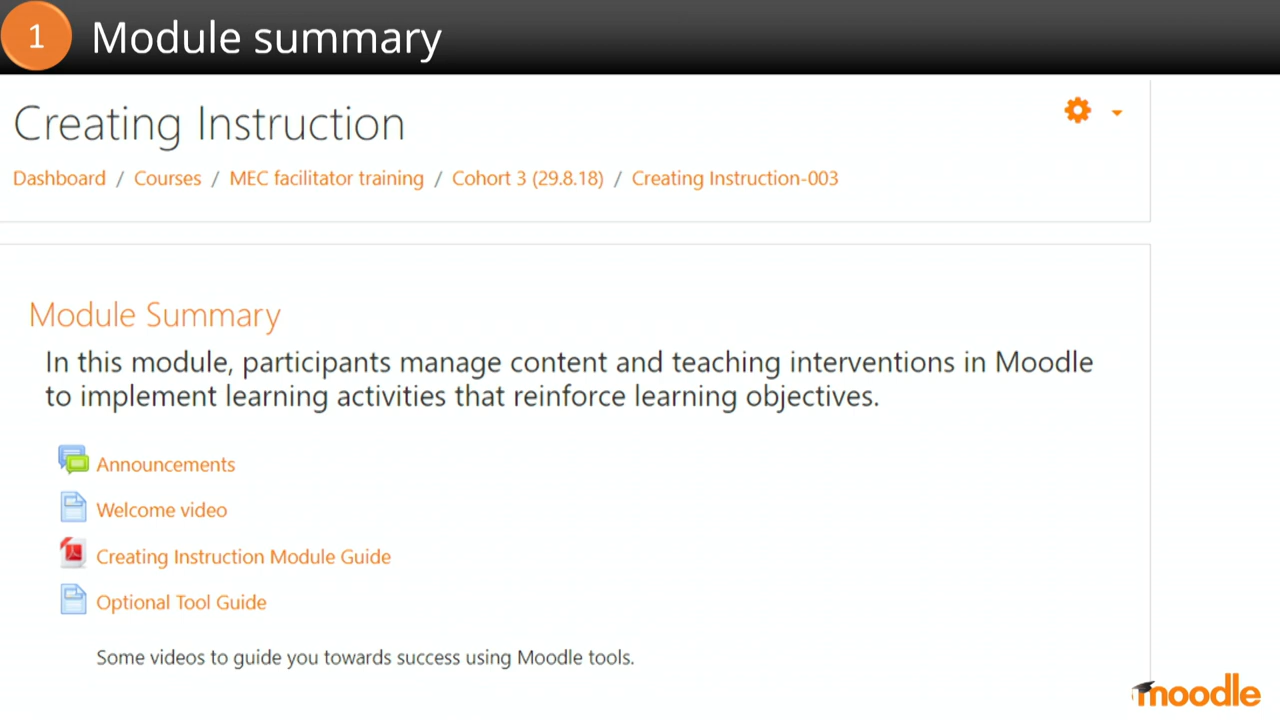 1 Module summary
Creating Instruction
Dashboard / Courses / MEC facilitator training / Cohort 3 (29.8.18) / Creating Instruction-003
Module Summary
In this module, participants manage content and teaching interventions in Moodle
to implement learning activities that reinforce learning objectives.
Announcements
Welcome video
Creating Instruction Module Guide
Optional Tool Guide
Some videos to guide you towards success using Moodle tools.
moodle